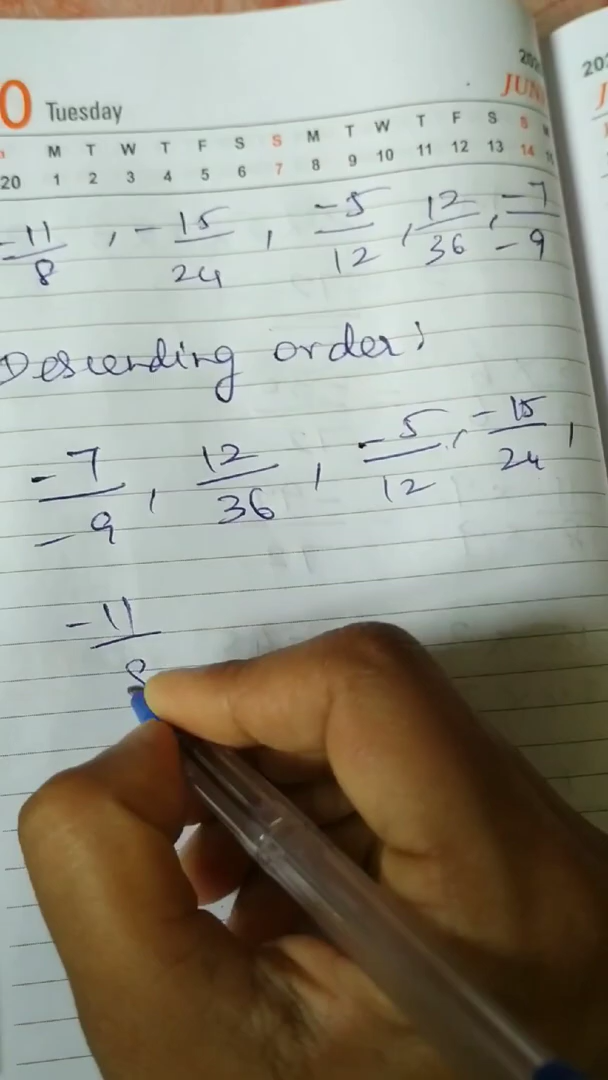 0 Tuesday
202
JUN
M T W T F S S M T W T F S S
20 1 2 3 4 5 6 7 8 9 10 11 12 13 14
-11/8, -15/24, -5/12, 12/36, -7/-9
Descending order:
-7/-9, 12/36, -5/12, -15/24,
-11/8